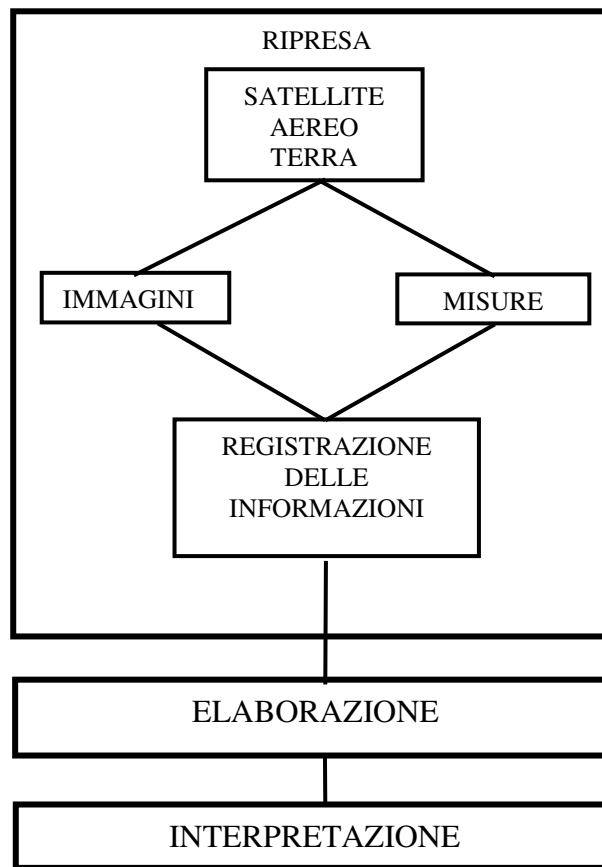 RIPRESA
SATELLITE
AEREO
TERRA
IMMAGINI
MISURE
REGISTRAZIONE
DELLE
INFORMAZIONI
ELABORAZIONE
INTERPRETAZIONE